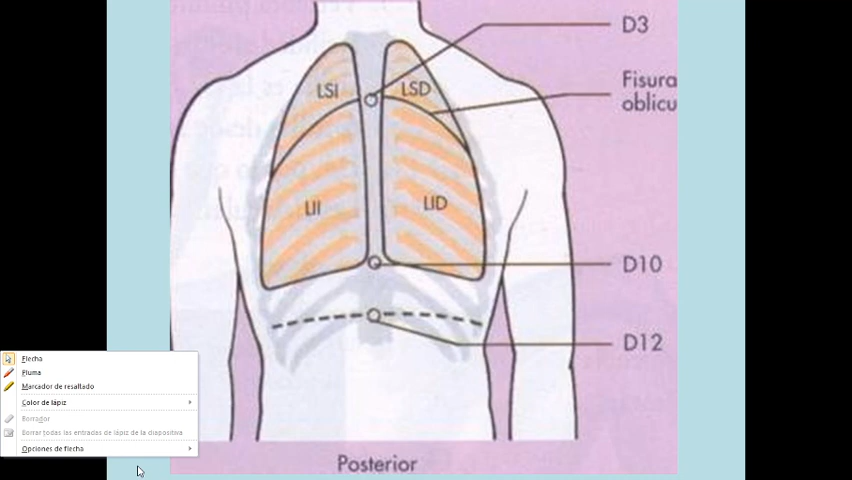 D3
Fisura
oblicu
LSI
LSD
LII
LID
D10
D12
Posterior
Flecha
Pluma
Marcador de resaltado
Color de lápiz
Borrador
Borrar todas las entradas de lápiz de la diapositiva
Opciones de flecha